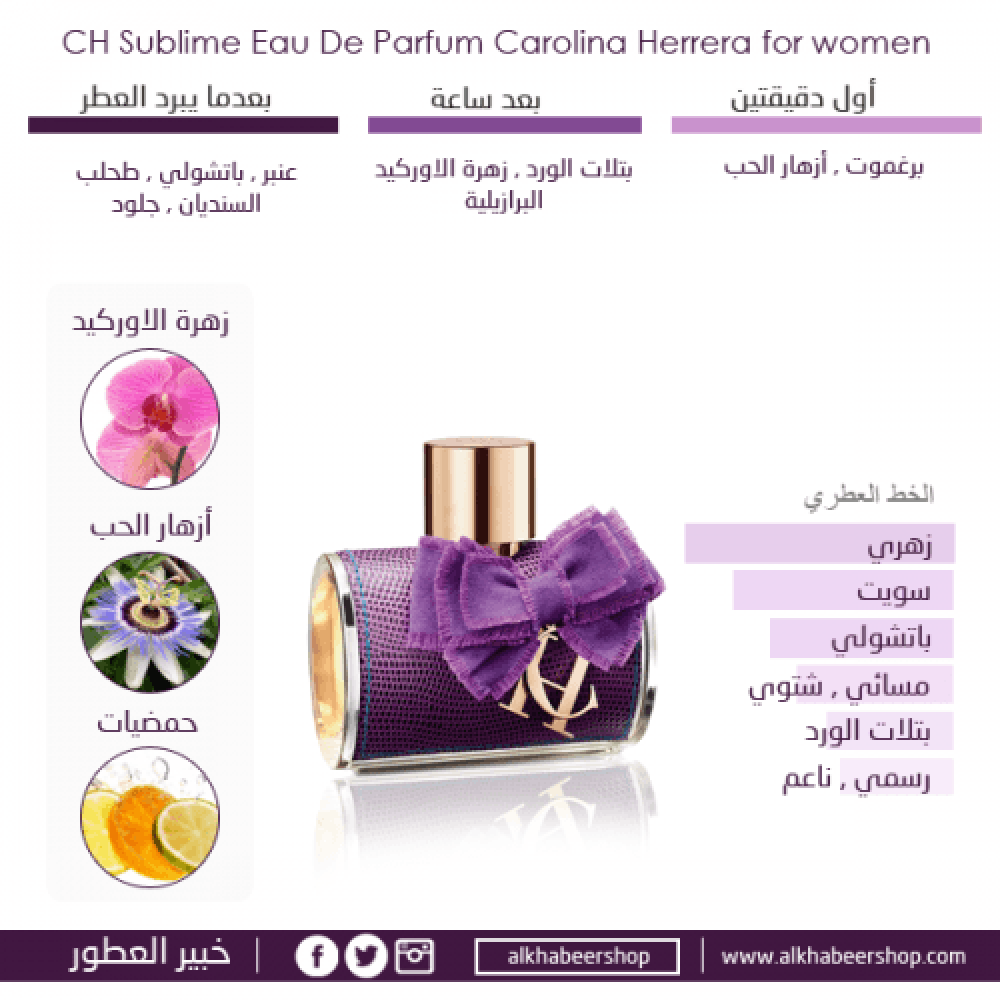 CH Sublime Eau De Parfum Carolina Herrera for women
أول دقيقتين
برغموت , أزهار الحب
بعد ساعة
بتلات الورد , زهرة الاوركيد
البرازيلية
بعدما يبرد العطر
عنبر , باتشولي , طحلب
السنديان , جلود
زهرة الاوركيد
أزهار الحب
حمضيات
CH
الخط العطري
زهري
سويت
باتشولي
مسائي , شتوي
بتلات الورد
رسمي , ناعم
خبير العطور
alkhabeershop
www.alkhabeershop.com